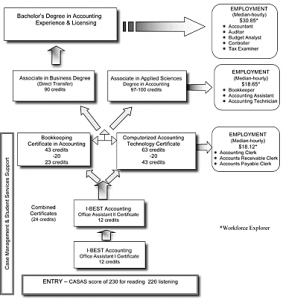 Bachelor's Degree in Accounting
Experience & Licensing
EMPLOYMENT
(Median-hourly)
$30.85*
Accountant
Auditor
Budget Analyst
Controller
Tax Examiner
Associate in Business Degree
(Direct Transfer)
90 credits
Associate in Applied Sciences
Degree in Accounting
97-100 credits
EMPLOYMENT
(Median-hourly)
$18.65*
Bookkeeper
Accounting Assistant
Accounting Technician
Bookkeeping
Certificate in Accounting
43 credits
-20
23 credits
Computerized Accounting
Technology Certificate
63 credits
-20
43 credits
EMPLOYMENT
(Median-hourly)
$18.12*
Accounting Clerk
Accounts Receivable Clerk
Accounts Payable Clerk
Case Management & Student Services Support
Combined
Certificates
(24 credits)
I-BEST Accounting
Office Assistant II Certificate
12 credits
*Workforce Explorer
I-BEST Accounting
Office Assistant I Certificate
12 credits
ENTRY – CASAS score of 230 for reading 220 listening